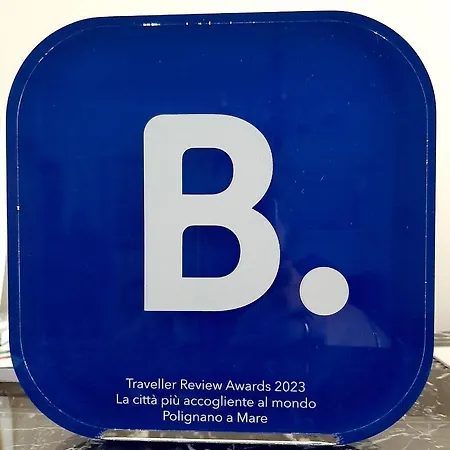 B.
Traveller Review Awards 2023
La città più accogliente al mondo
Polignano a Mare